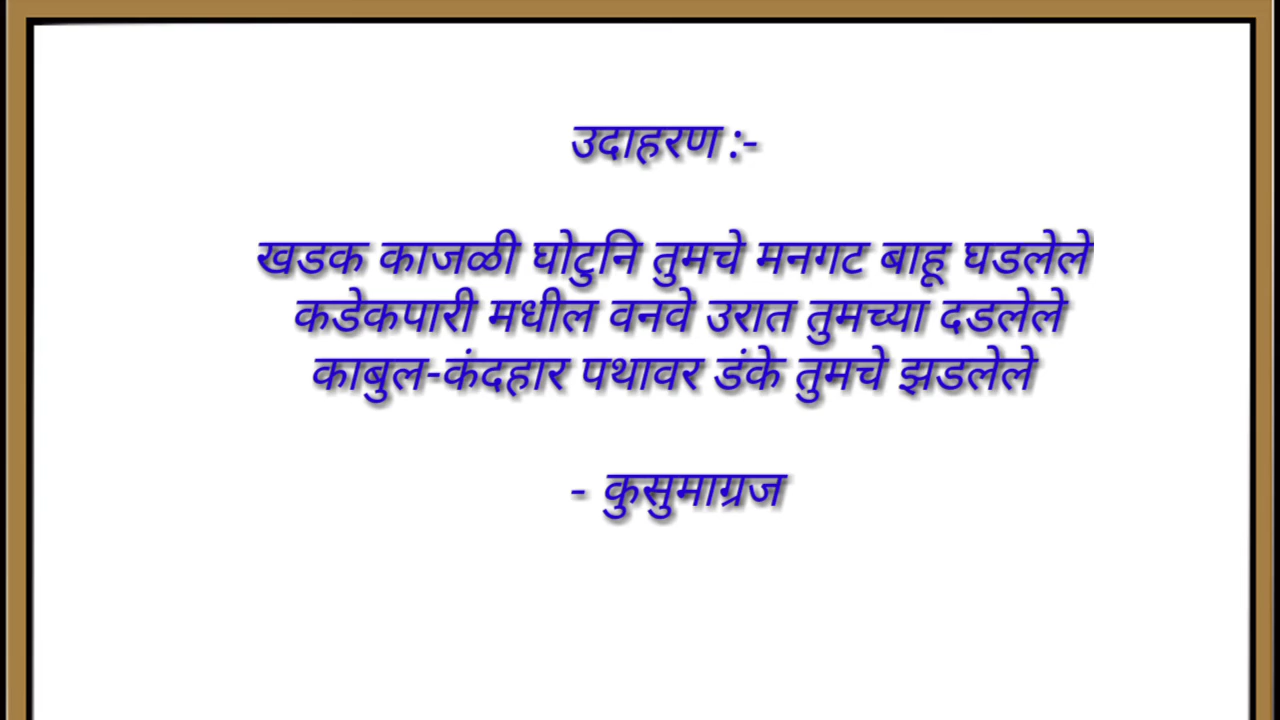 उदाहरण :-
खडक काजळी घोटुनि तुमचे मनगट बाहू घडलेले
कडेकपारी मधील वनवे उरात तुमच्या दडलेले
काबुल-कंदहार पथावर डंके तुमचे झडलेले
- कुसुमाग्रज